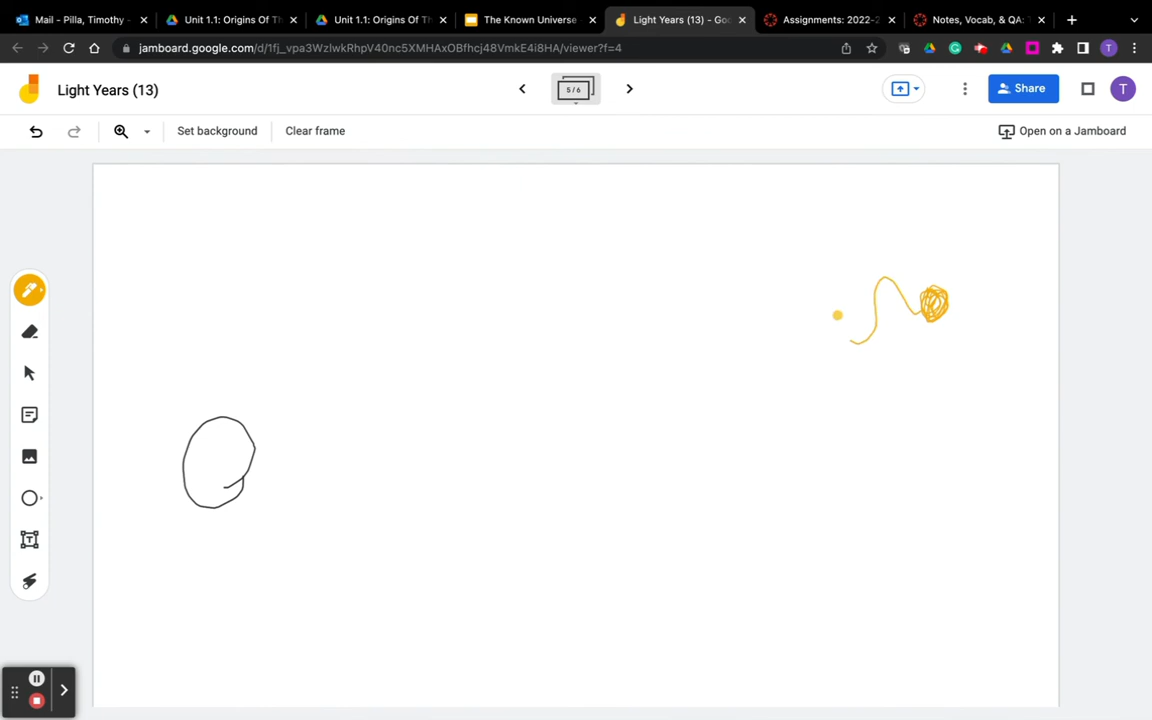 Mail - Pilla, Timothy -
Unit 1.1: Origins Of Th
Unit 1.1: Origins Of Th
The Known Universe
Light Years (13) - Goo
Assignments: 2022-2
Notes, Vocab, & QA:
jamboard.google.com/d/1fj_vpa3WzlwkRhpV40nc5XMHAxOBfhcj48VmkE4i8HA/viewer?f=4
T
Light Years (13)
5 / 6
Share
T
Set background
Clear frame
Open on a Jamboard